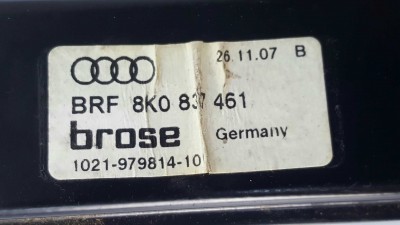 26.11.07 B
BRF 8K0 837 461
brose Germany
1021-979814-10